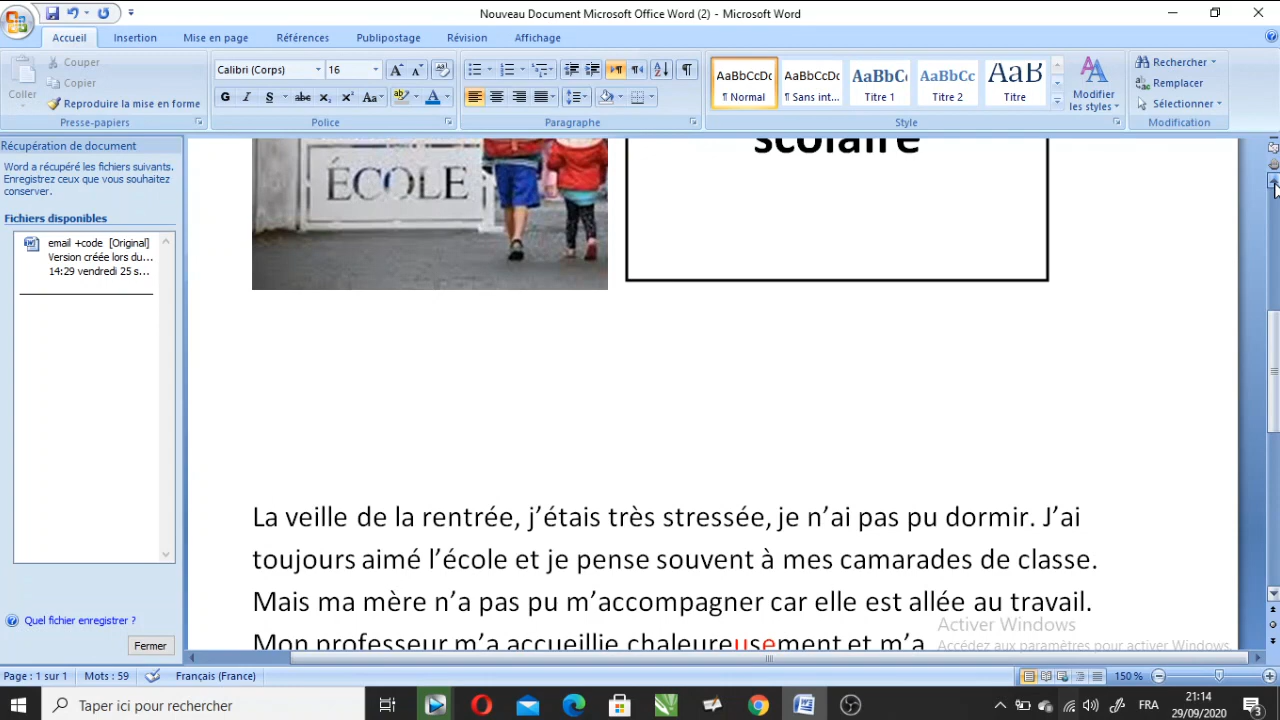 Nouveau Document Microsoft Office Word (2) - Microsoft Word
Accueil Insertion Mise en page Références Publipostage Révision Affichage
Coller
Couper
Copier
Reproduire la mise en forme
Presse-papiers
Calibri (Corps) 16
G I S abc X₂ X² Aa
Police
Paragraphe
AaBbCcDc AaBbCcDc AaBbC AaBbCc AaB
¶ Normal ¶ Sans int... Titre 1 Titre 2 Titre
Modifier les styles
Style
Rechercher
Remplacer
Sélectionner
Modification
Récupération de document
Word a récupéré les fichiers suivants.
Enregistrez ceux que vous souhaitez
conserver.
Fichiers disponibles
email +code [Original]
Version créée lors du...
14:29 vendredi 25 s...
Quel fichier enregistrer ?
Fermer
ÉCOLE
scolaire
La veille de la rentrée, j’étais très stressée, je n’ai pas pu dormir. J’ai
toujours aimé l’école et je pense souvent à mes camarades de classe.
Mais ma mère n’a pas pu m’accompagner car elle est allée au travail.
Mon professeur m’a accueillie chaleureusement et m’a
Activer Windows
Accédez aux paramètres pour activer Windows.
Page : 1 sur 1 Mots : 59 Français (France) 150 %
Taper ici pour rechercher
FRA
21:14
29/09/2020
3